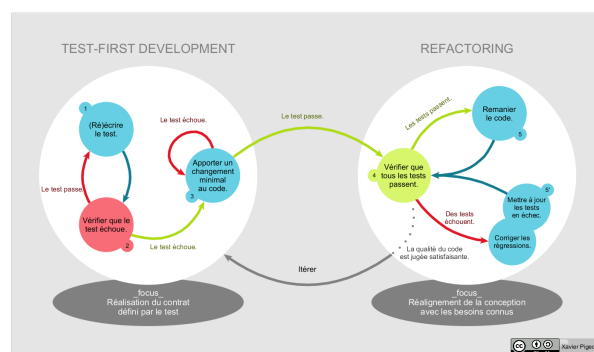 TEST-FIRST DEVELOPMENT
REFACTORING
1
(Ré)écrire
le test.
Le test passe.
Vérifier que le
test échoue.
2
Le test échoue.
Le test échoue.
Apporter un
changement
minimal
au code.
3
Le test passe.
Les tests passent.
Remanier
le code.
5
4
Vérifier que
tous les tests
passent.
Mettre à jour
les tests
en échec.
5'
Des tests
échouent.
Corriger les
régressions.
La qualité du code
est jugée satisfaisante.
Itérer
_focus_
Réalisation du contrat
défini par le test
_focus_
Réalignement de la conception
avec les besoins connus
cc
Xavier Pigeo